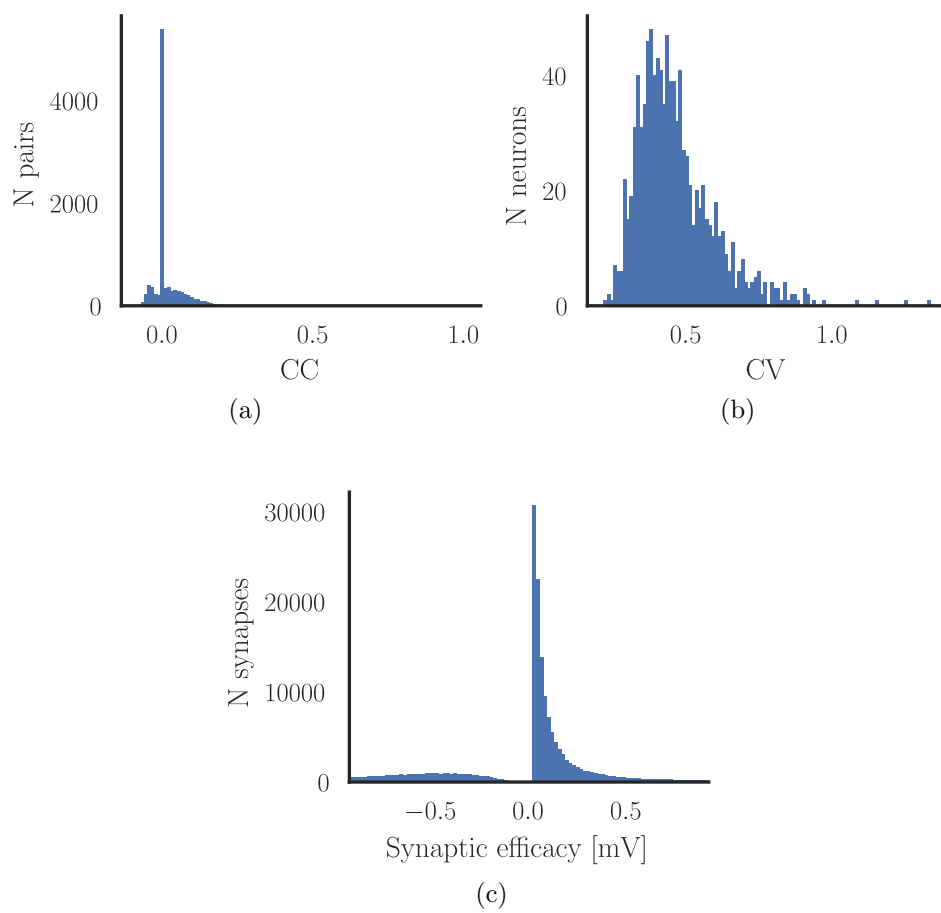 N pairs
4000
2000
0
0.0 0.5 1.0
CC
(a)
N neurons
40
20
0
0.5 1.0
CV
(b)
N synapses
30000
20000
10000
0
−0.5 0.0 0.5
Synaptic efficacy [mV]
(c)